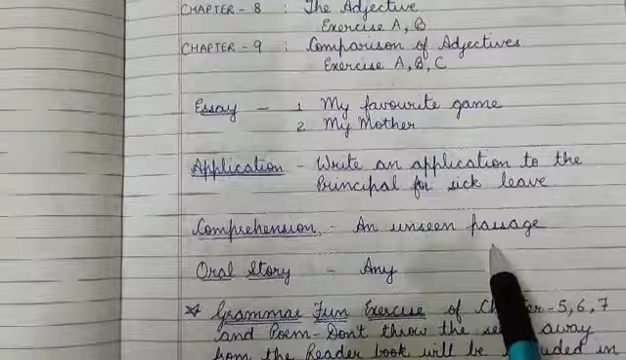 CHAPTER - 8 : The Adjective
Exercise A, B
CHAPTER - 9 : Comparison of Adjectives
Exercise A, B, C
Essay - 1 My favourite game
2 My Mother
Application - Write an application to the
Principal for sick leave
Comprehension - An unseen passage
Oral Story - Any
* Grammar Fun Exercise of -5, 6, 7
and Poem - Don't throw the away
from the Reader book will be in